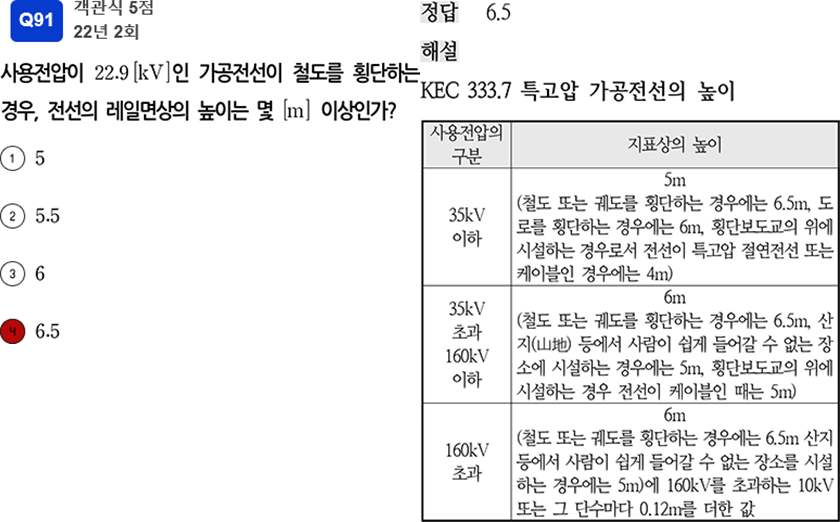 Q91
객관식 5점
22년 2회
사용전압이 22.9[kV]인 가공전선이 철도를 횡단하는
경우, 전선의 레일면상의 높이는 몇 [m] 이상인가?
1 5
2 5.5
3 6
4 6.5
정답 6.5
해설
KEC 333.7 특고압 가공전선의 높이
사용전압의
구분
지표상의 높이
35kV
이하
5m
(철도 또는 궤도를 횡단하는 경우에는 6.5m, 도
로를 횡단하는 경우에는 6m, 횡단보도교의 위에
시설하는 경우로서 전선이 특고압 절연전선 또는
케이블인 경우에는 4m)
35kV
초과
160kV
이하
6m
(철도 또는 궤도를 횡단하는 경우에는 6.5m, 산
지(山地) 등에서 사람이 쉽게 들어갈 수 없는 장
소에 시설하는 경우에는 5m, 횡단보도교의 위에
시설하는 경우 전선이 케이블인 때는 5m)
160kV
초과
6m
(철도 또는 궤도를 횡단하는 경우에는 6.5m 산지
등에서 사람이 쉽게 들어갈 수 없는 장소를 시설
하는 경우에는 5m)에 160kV를 초과하는 10kV
또는 그 단수마다 0.12m를 더한 값